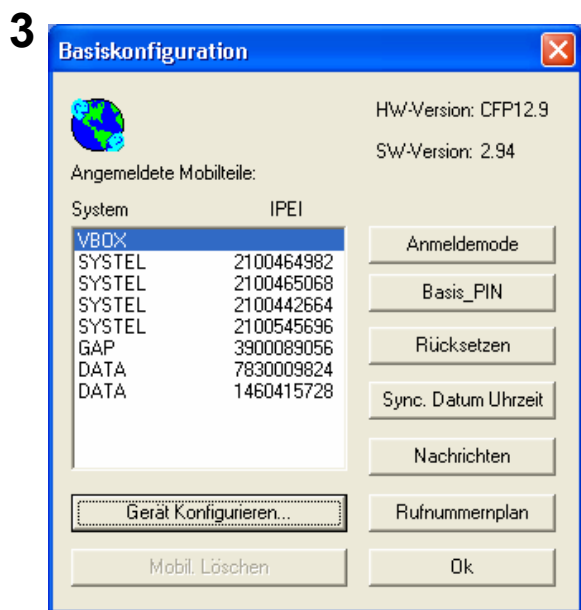 3
Basiskonfiguration
HW-Version: CFP12.9
SW-Version: 2.94
Angemeldete Mobilteile:
System IPEI
VBOX
SYSTEL 2100464982
SYSTEL 2100465068
SYSTEL 2100442664
SYSTEL 2100545696
GAP 3900089056
DATA 7830009824
DATA 1460415728
Anmeldemode
Basis_PIN
Rücksetzen
Sync. Datum Uhrzeit
Nachrichten
Gerät Konfigurieren...
Rufnummernplan
Mobil. Löschen
Ok